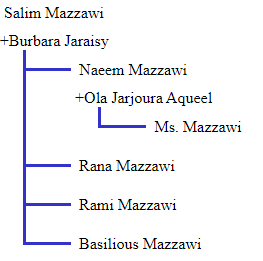 Salim Mazzawi
+Burbara Jaraisy
Naeem Mazzawi
+Ola Jarjoura Aqueel
Ms. Mazzawi
Rana Mazzawi
Rami Mazzawi
Basilious Mazzawi